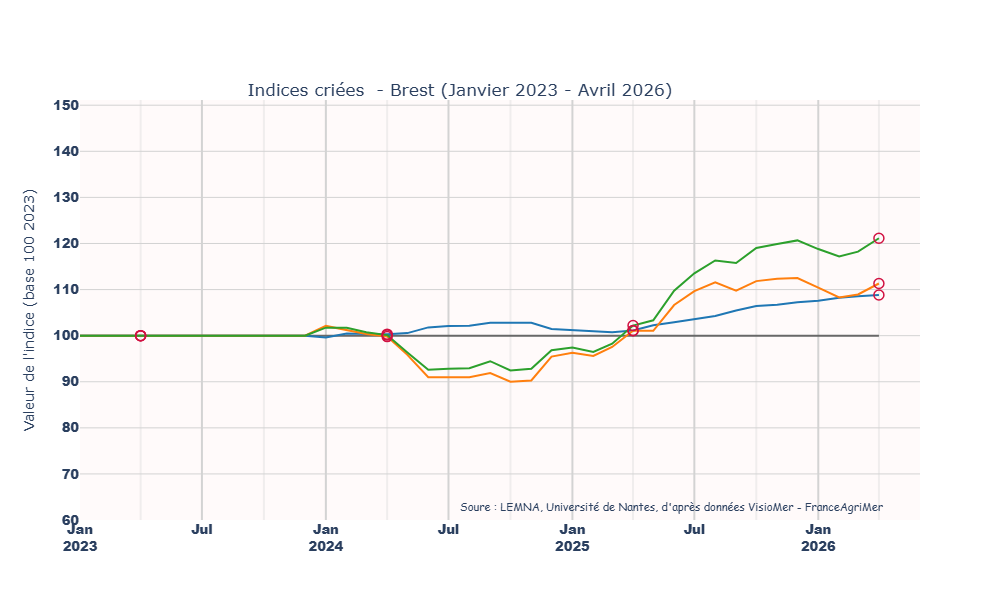 Indices criées  - Brest (Janvier 2023 - Avril 2026)
Valeur de l'Indice (base 100 2023)
150
140
130
120
110
100
90
80
70
60
Soure : LEMNA, Université de Nantes, d'après données VisioMer - FranceAgriMer
Jan Jul Jan Jul Jan Jul Jan
2023 2024 2025 2026